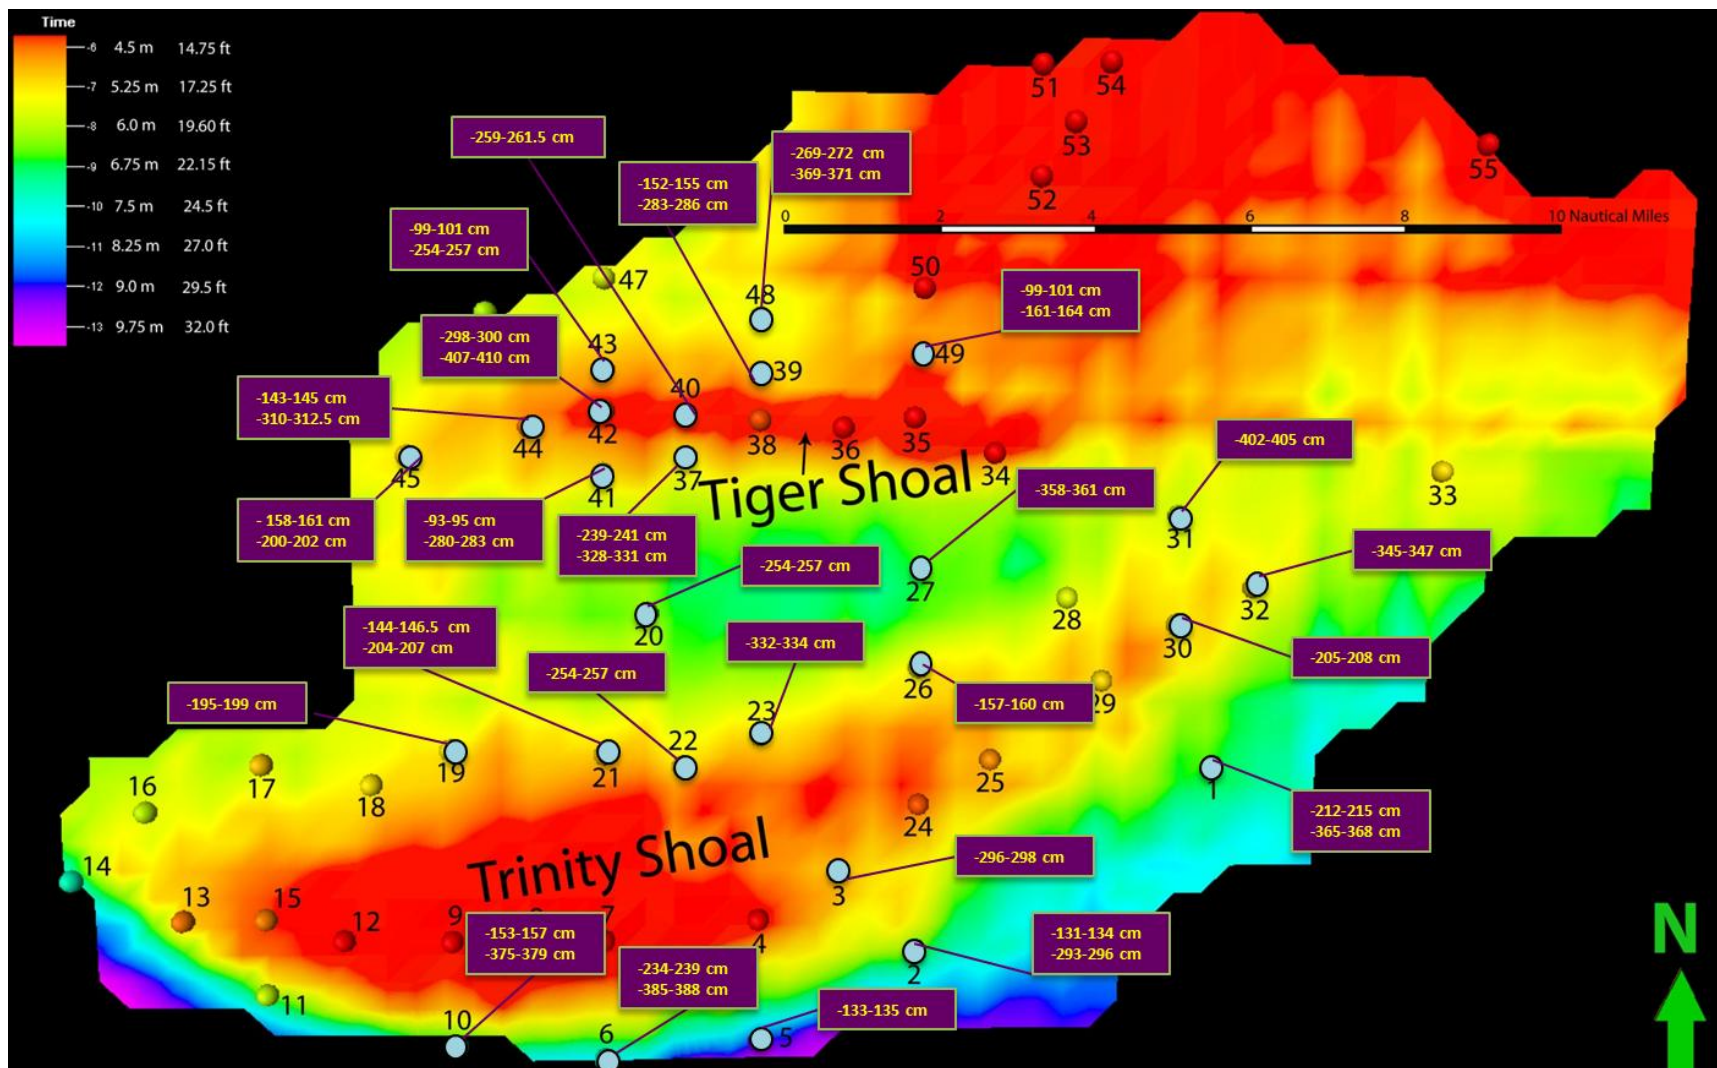 Time
-6 4.5 m 14.75 ft
-7 5.25 m 17.25 ft
-8 6.0 m 19.60 ft
-9 6.75 m 22.15 ft
-10 7.5 m 24.5 ft
-11 8.25 m 27.0 ft
-12 9.0 m 29.5 ft
-13 9.75 m 32.0 ft
51
54
53
52
55
-259-261.5 cm
-269-272 cm
-369-371 cm
-152-155 cm
-283-286 cm
0 2 4 6 8 10 Nautical Miles
-99-101 cm
-254-257 cm
47
50
48
-99-101 cm
-161-164 cm
-298-300 cm
-407-410 cm
43
49
39
40
-143-145 cm
-310-312.5 cm
44
42
38
36
35
34
45
41
37
Tiger Shoal
-402-405 cm
33
-358-361 cm
- 158-161 cm
-200-202 cm
-93-95 cm
-280-283 cm
-239-241 cm
-328-331 cm
31
-254-257 cm
-345-347 cm
27
28
32
20
-144-146.5 cm
-204-207 cm
-332-334 cm
30
-205-208 cm
-254-257 cm
26
-195-199 cm
-157-160 cm
29
23
22
19
21
16
17
18
25
1
-212-215 cm
-365-368 cm
24
Trinity Shoal
-296-298 cm
14
3
13
15
12
9
7
4
-153-157 cm
-375-379 cm
-131-134 cm
-293-296 cm
N
-234-239 cm
-385-388 cm
2
11
-133-135 cm
10
6
5